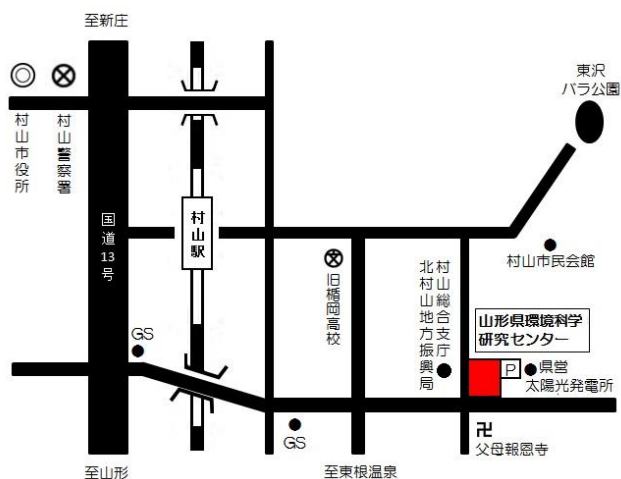 至新庄
東沢
バラ公園
村山市役所
村山警察署
国道13号
村山駅
村山市民会館
旧楯岡高校
村山総合支庁
北村山地方振興局
山形県環境科学
研究センター
GS
P
県営
太陽光発電所
GS
卍
父母報恩寺
至山形
至東根温泉